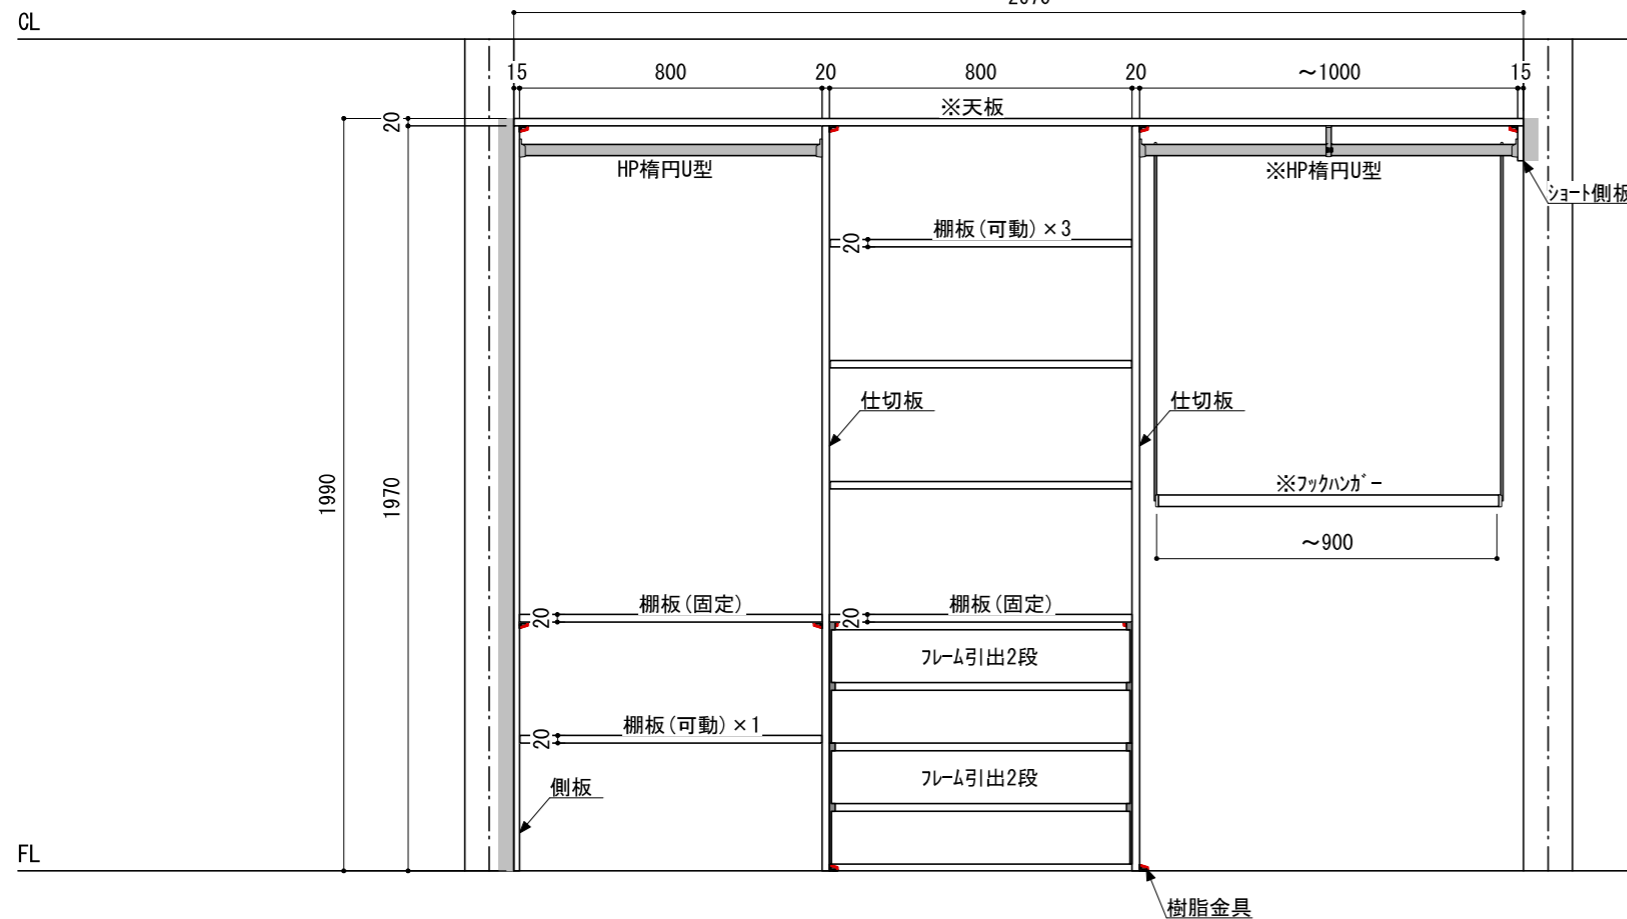 CL
15
800
20
800
20
～1000
15
※天板
20
HP楕円U型
※HP楕円U型
ｼｮｰﾄ側板
棚板(可動)×3
20
仕切板
仕切板
1990
1970
※ﾌｯｸﾊﾝｶﾞｰ
～900
棚板(固定)
20
棚板(固定)
20
ﾌﾚｰﾑ引出2段
棚板(可動)×1
20
ﾌﾚｰﾑ引出2段
側板
FL
樹脂金具